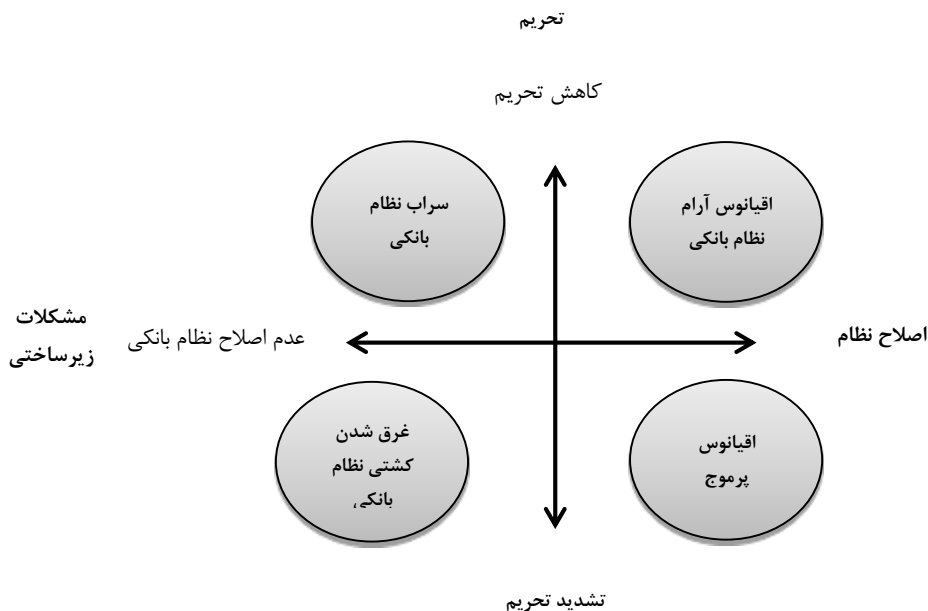 تحریم
کاهش تحریم
اقیانوس آرام
نظام بانکی
سراب نظام
بانکی
اصلاح نظام
عدم اصلاح نظام بانکی
مشکلات
زیرساختی
اقیانوس
پرموج
غرق شدن
کشتی نظام
بانکی
تشدید تحریم